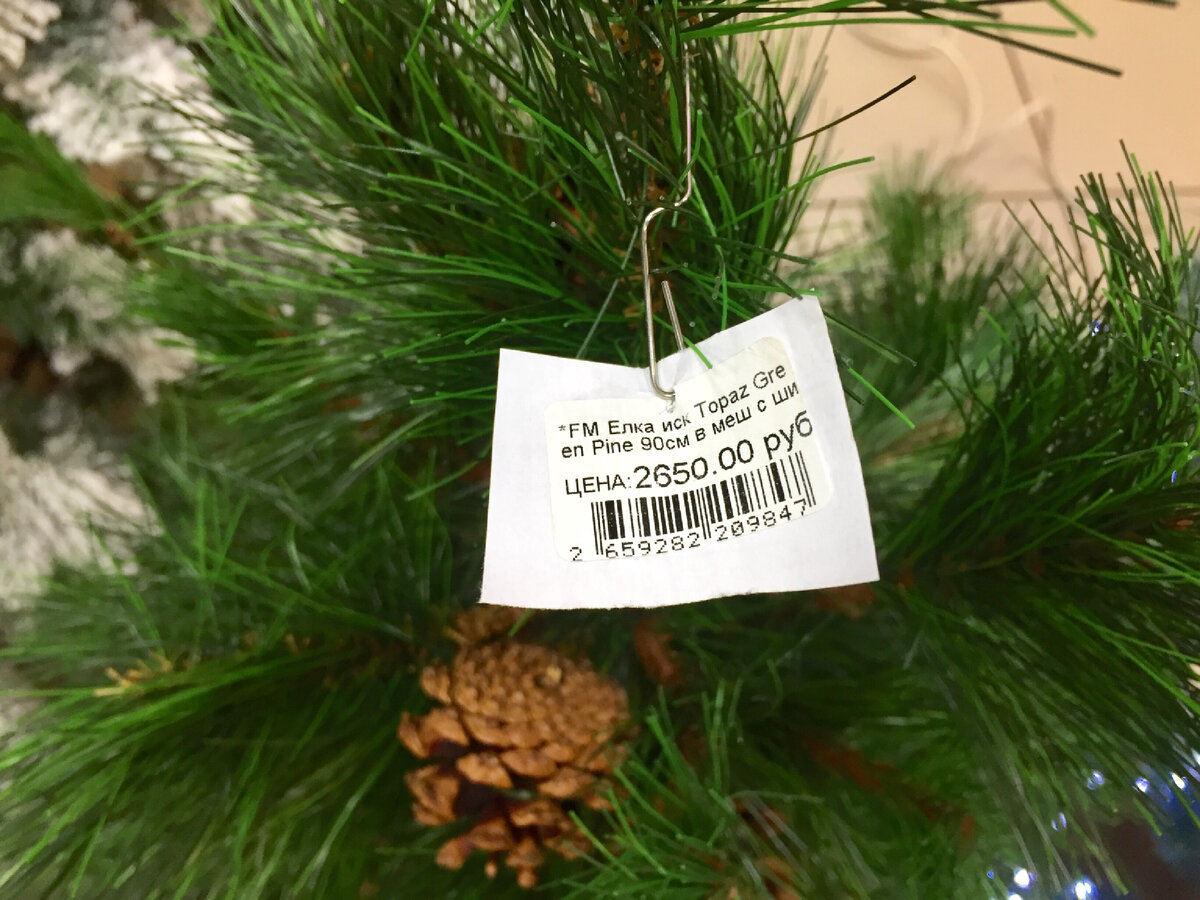 *FM Елка иск Topaz Gre
en Pine 90см в меш с ши
ЦЕНА:2650.00 руб
2 659282 209847